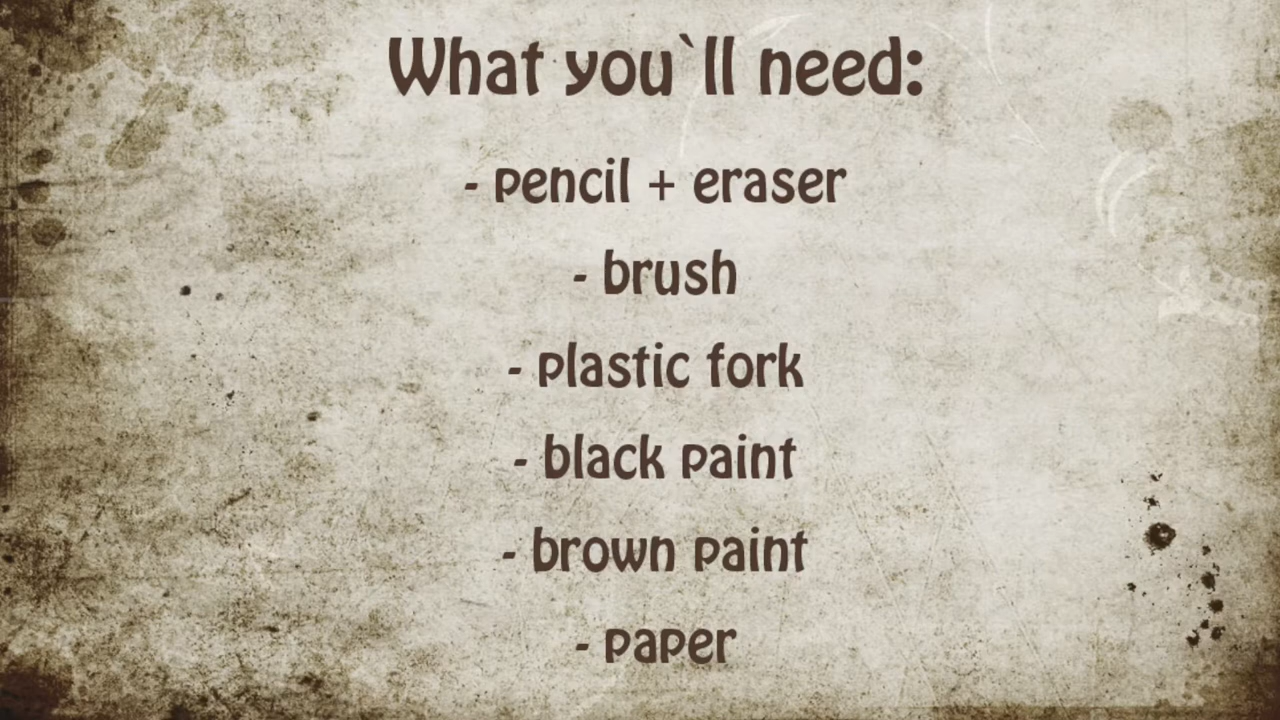 What you`ll need:
- pencil + eraser
- brush
- plastic fork
- black paint
- brown paint
- paper